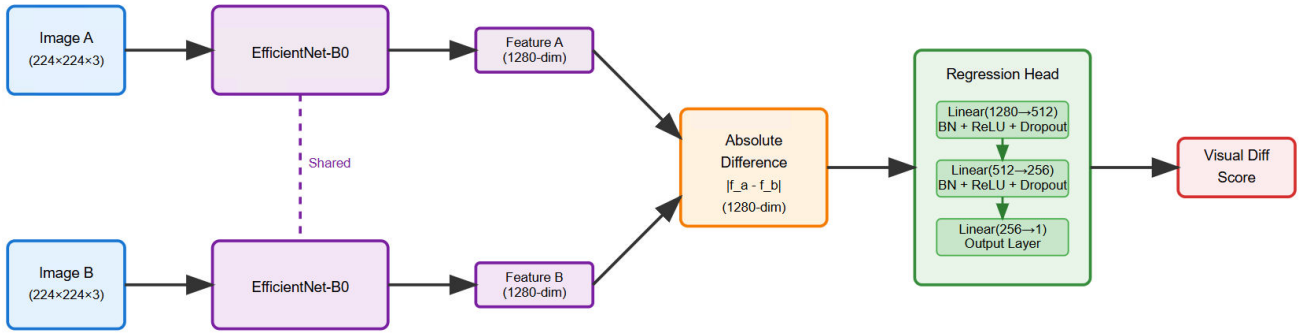 Image A
(224×224×3)
EfficientNet-B0
Feature A
(1280-dim)
Shared
Image B
(224×224×3)
EfficientNet-B0
Feature B
(1280-dim)
Absolute
Difference
|f_a - f_b|
(1280-dim)
Regression Head
Linear(1280→512)
BN + ReLU + Dropout
Linear(512→256)
BN + ReLU + Dropout
Linear(256→1)
Output Layer
Visual Diff
Score